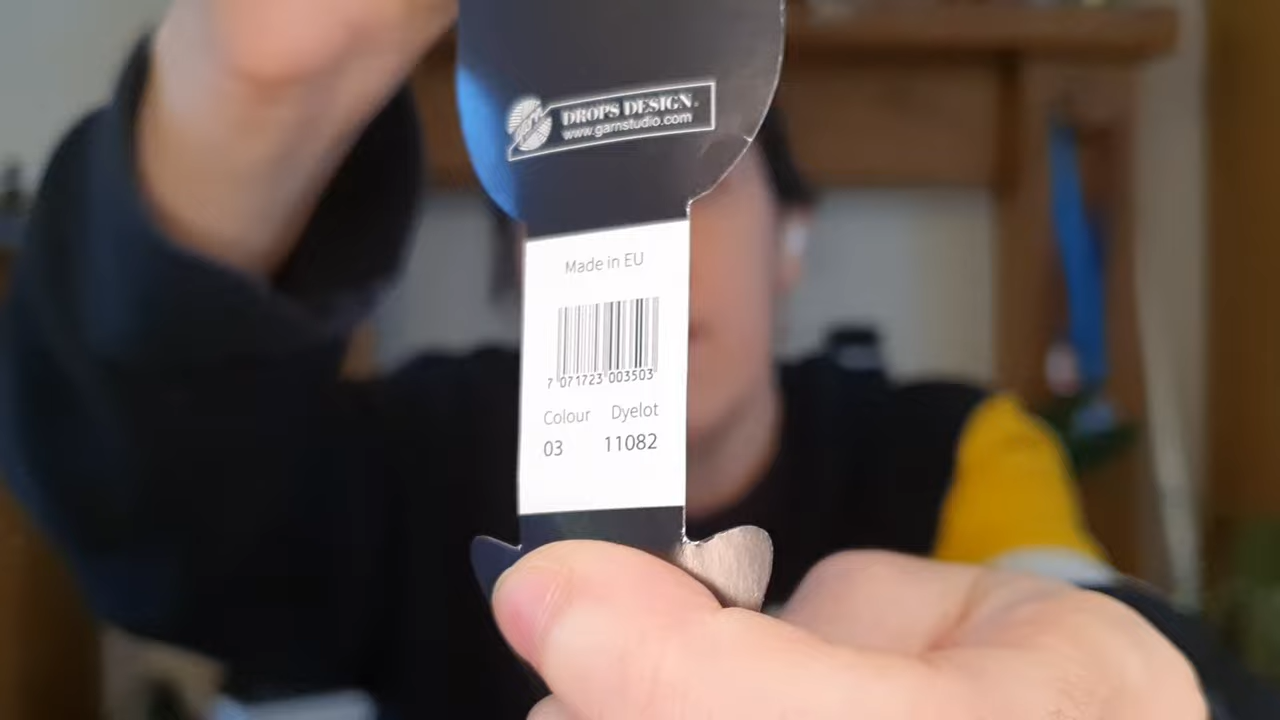 DROPS DESIGN®
www.garnstudio.com
Made in EU
7 071723 003503
Colour Dyelot
03 11082